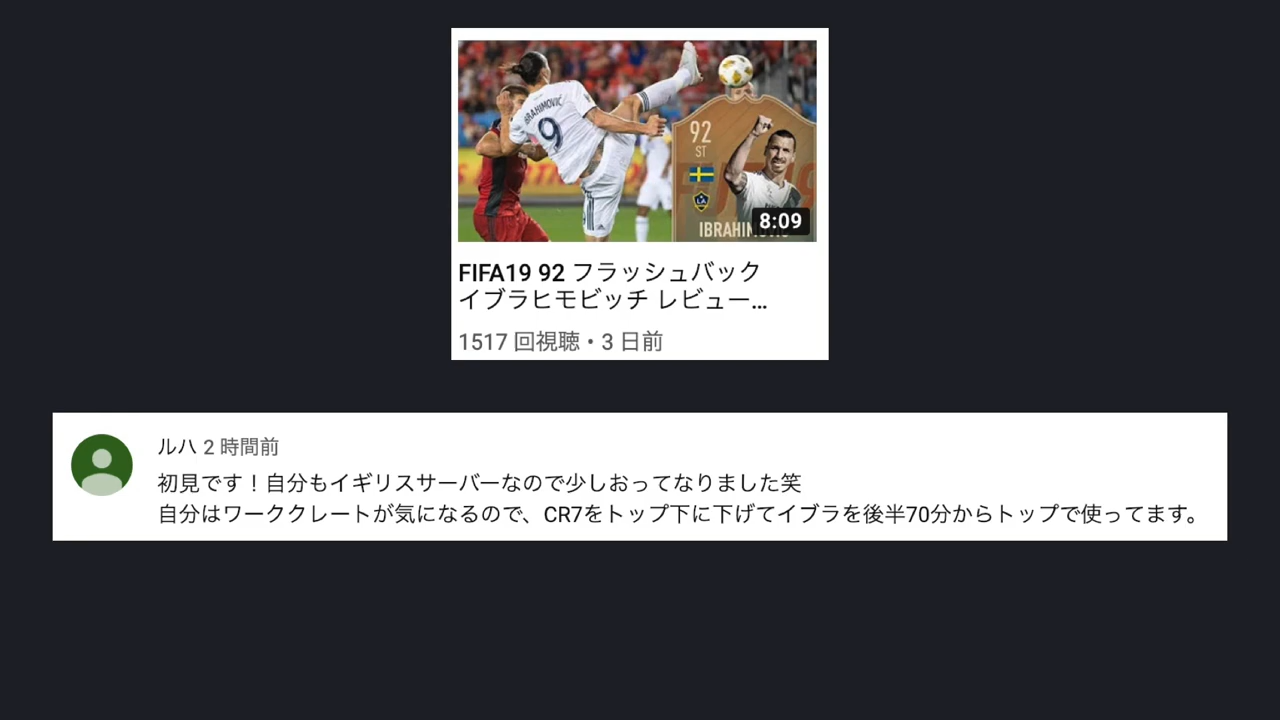 IBRAHIMOVIĆ
9
92
ST
LA
8:09
FIFA19 92 フラッシュバック
イブラヒモビッチ レビュー...
1517 回視聴・3 日前
ルハ 2 時間前
初見です！自分もイギリスサーバーなので少しおってなりました笑
自分はワーククレートが気になるので、CR7をトップ下に下げてイブラを後半70分からトップで使ってます。